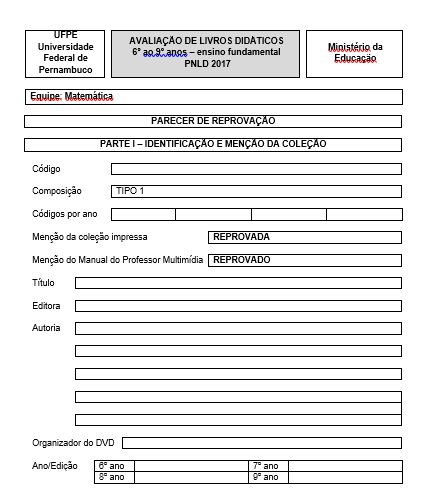 UFPE
Universidade
Federal de
Pernambuco
AVALIAÇÃO DE LIVROS DIDÁTICOS
6º ao 9º anos – ensino fundamental
PNLD 2017
Ministério da
Educação
Equipe: Matemática
PARECER DE REPROVAÇÃO
PARTE I – IDENTIFICAÇÃO E MENÇÃO DA COLEÇÃO
Código
Composição TIPO 1
Códigos por ano
Menção da coleção impressa REPROVADA
Menção do Manual do Professor Multimídia REPROVADO
Título
Editora
Autoria
Organizador do DVD
Ano/Edição 6º ano 7º ano
8º ano 9º ano